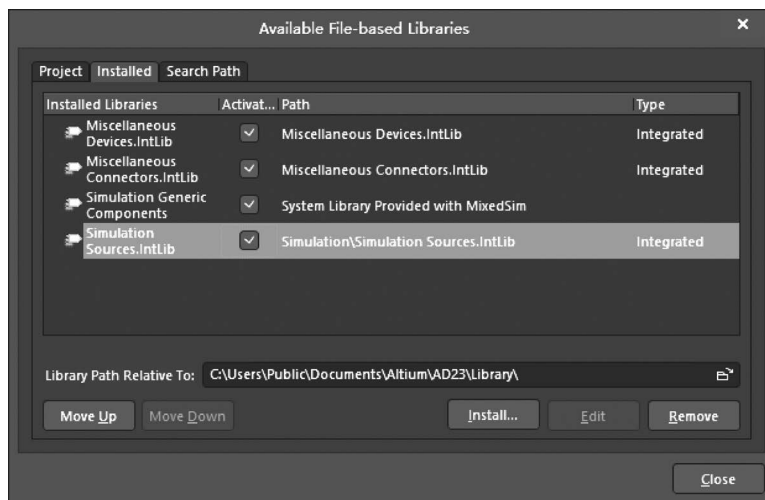 Available File-based Libraries
Project Installed Search Path
Installed Libraries Activat... Path Type
Miscellaneous
Devices.IntLib Miscellaneous Devices.IntLib Integrated
Miscellaneous
Connectors.IntLib Miscellaneous Connectors.IntLib Integrated
Simulation Generic
Components System Library Provided with MixedSim
Simulation
Sources.IntLib Simulation\Simulation Sources.IntLib Integrated
Library Path Relative To: C:\Users\Public\Documents\Altium\AD23\Library\
Move Up Move Down Install... Edit Remove
Close